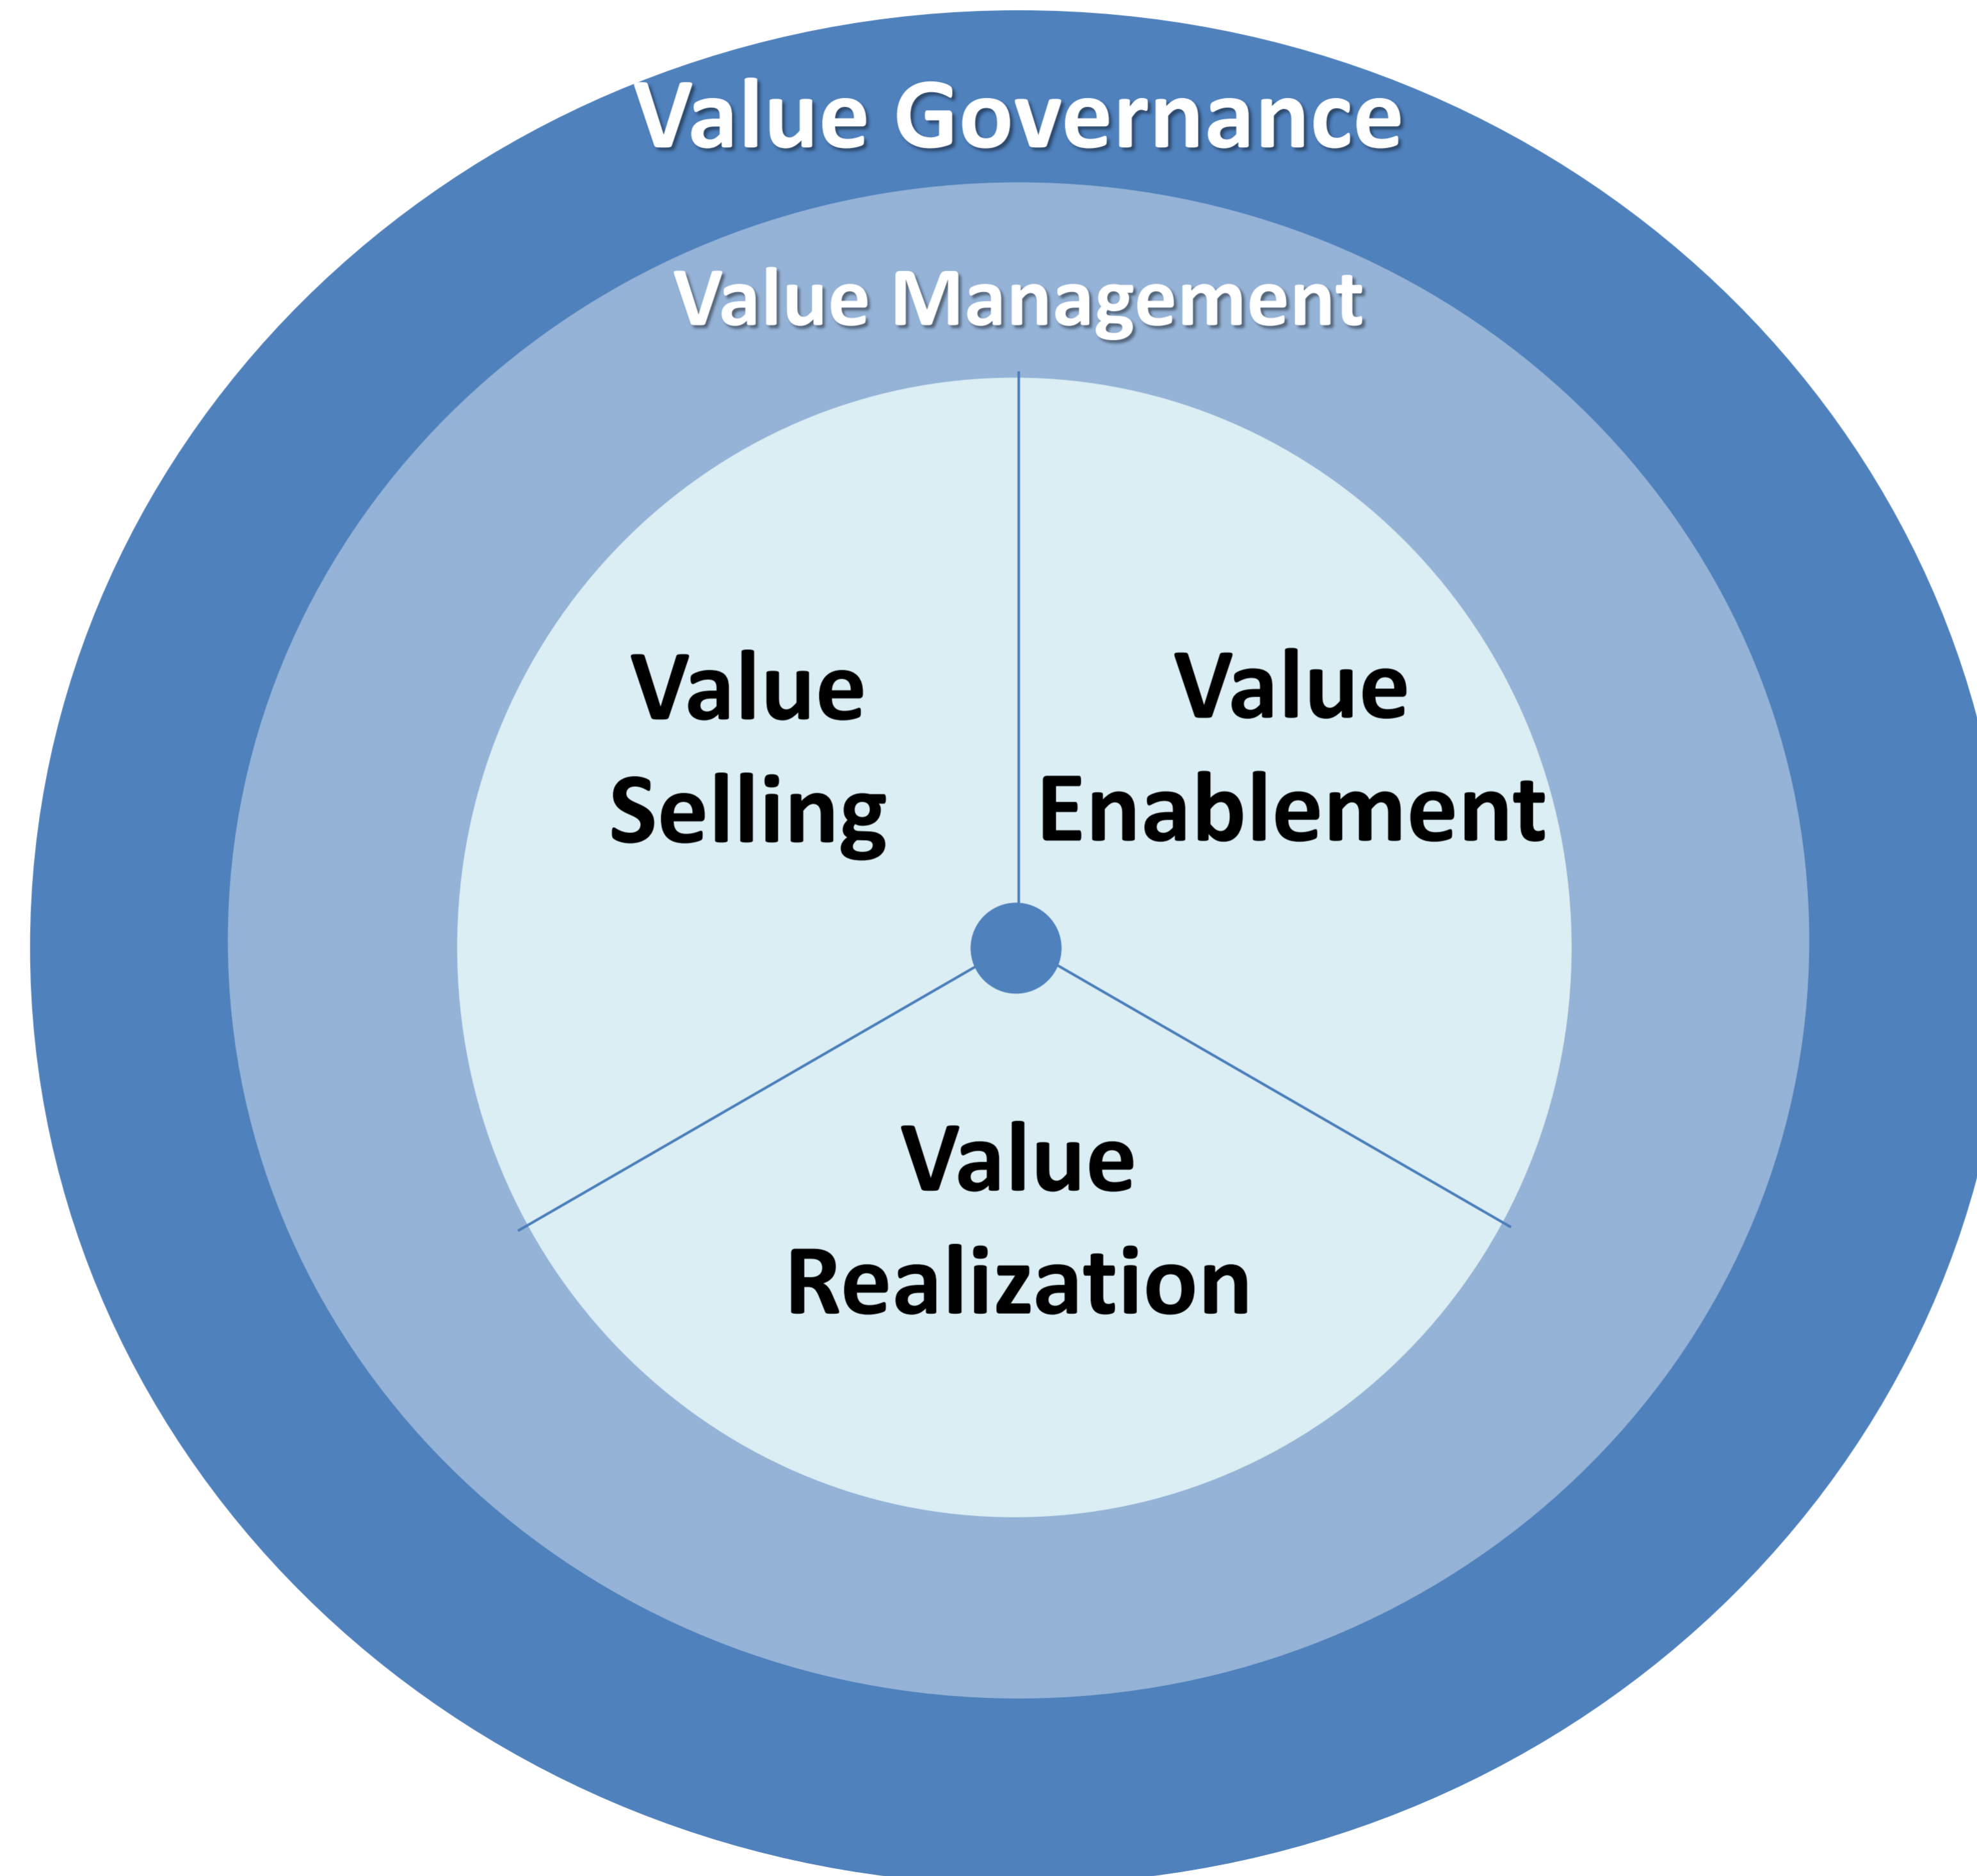 Value Governance
Value Management
Value
Selling
Value
Enablement
Value
Realization